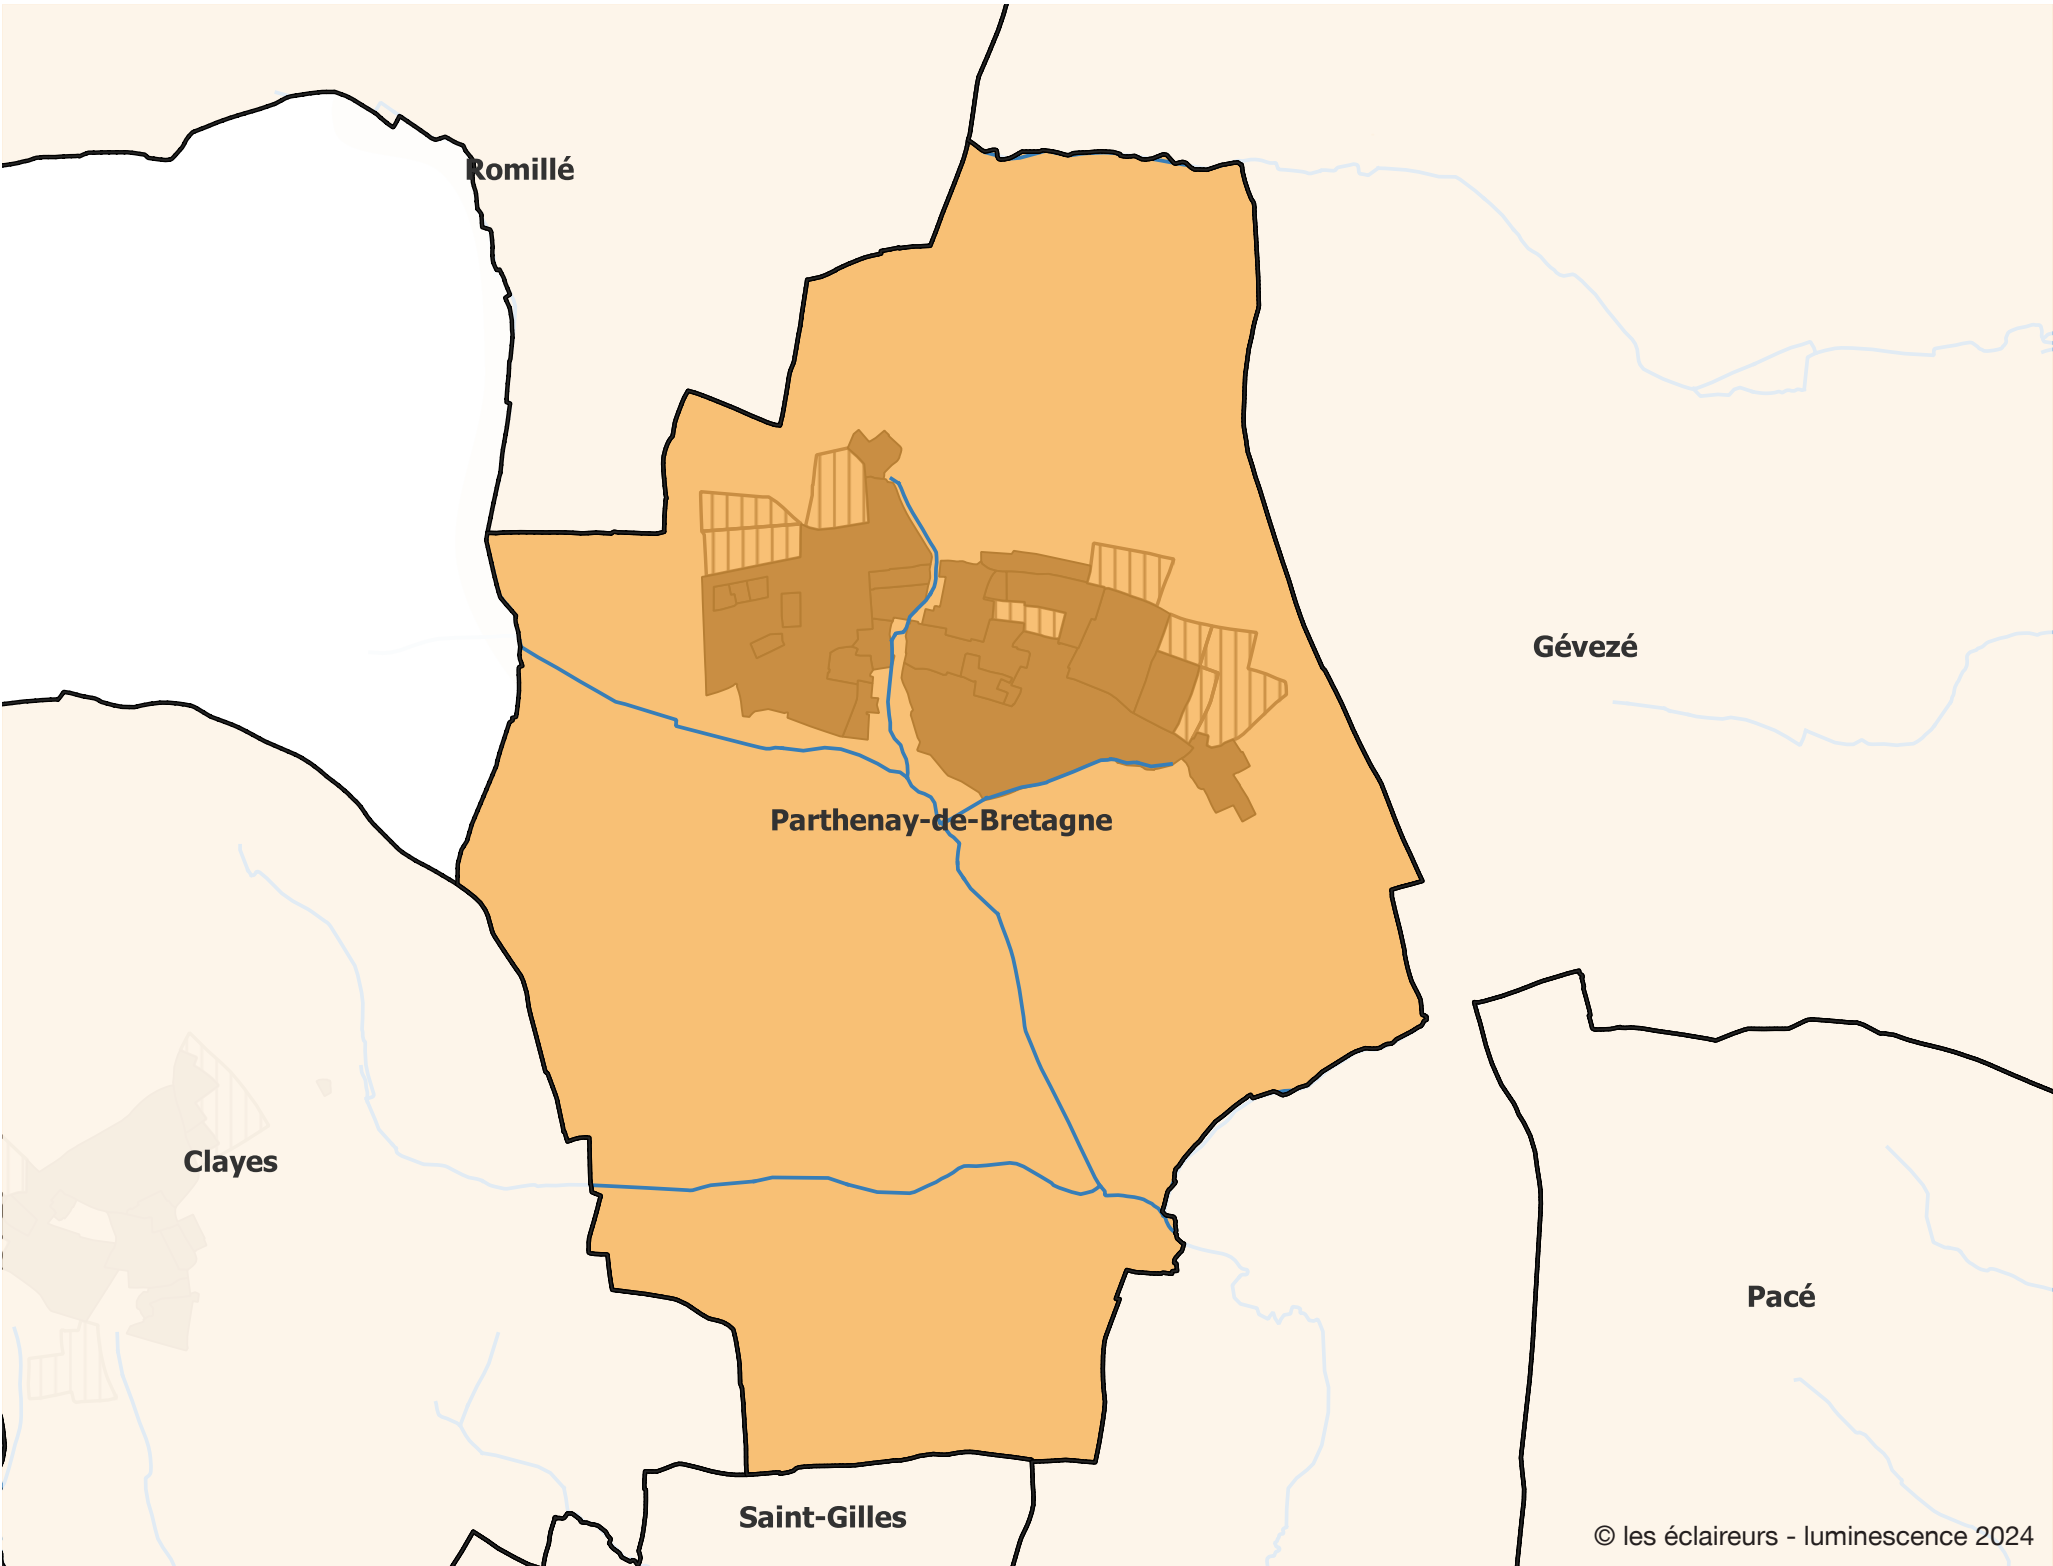 Romillé
Gévezé
Parthenay-de-Bretagne
Clayes
Pacé
Saint-Gilles
© les éclaireurs - luminescence 2024